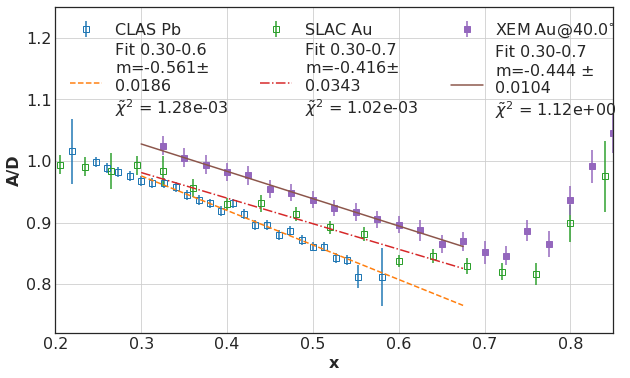 CLAS Pb
Fit 0.30-0.6
m=-0.561±
0.0186
χ̃² = 1.28e-03
SLAC Au
Fit 0.30-0.7
m=-0.416±
0.0343
χ̃² = 1.02e-03
XEM Au@40.0°
Fit 0.30-0.7
m=-0.444 ±
0.0104
χ̃² = 1.12e+00
A/D
1.2
1.1
1.0
0.9
0.8
0.2
0.3
0.4
0.5
0.6
0.7
0.8
x